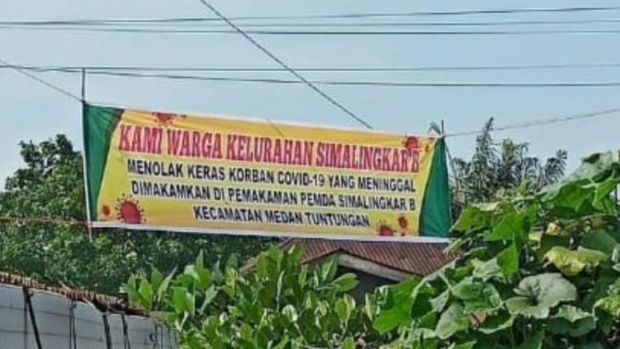 KAMI WARGA KELURAHAN SIMALINGKAR B
MENOLAK KERAS KORBAN COVID-19 YANG MENINGGAL
DIMAKAMKAN DI PEMAKAMAN PEMDA SIMALINGKAR B
KECAMATAN MEDAN TUNTUNGAN